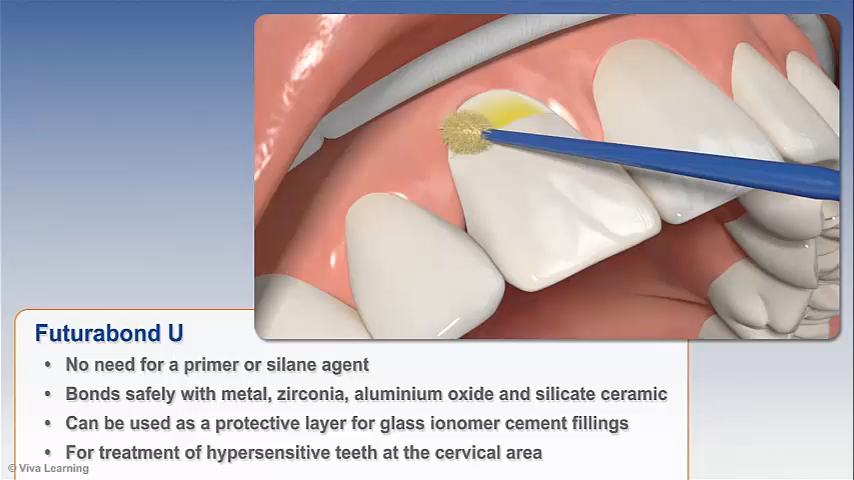 Futurabond U
• No need for a primer or silane agent
• Bonds safely with metal, zirconia, aluminium oxide and silicate ceramic
• Can be used as a protective layer for glass ionomer cement fillings
• For treatment of hypersensitive teeth at the cervical area
© Viva Learning